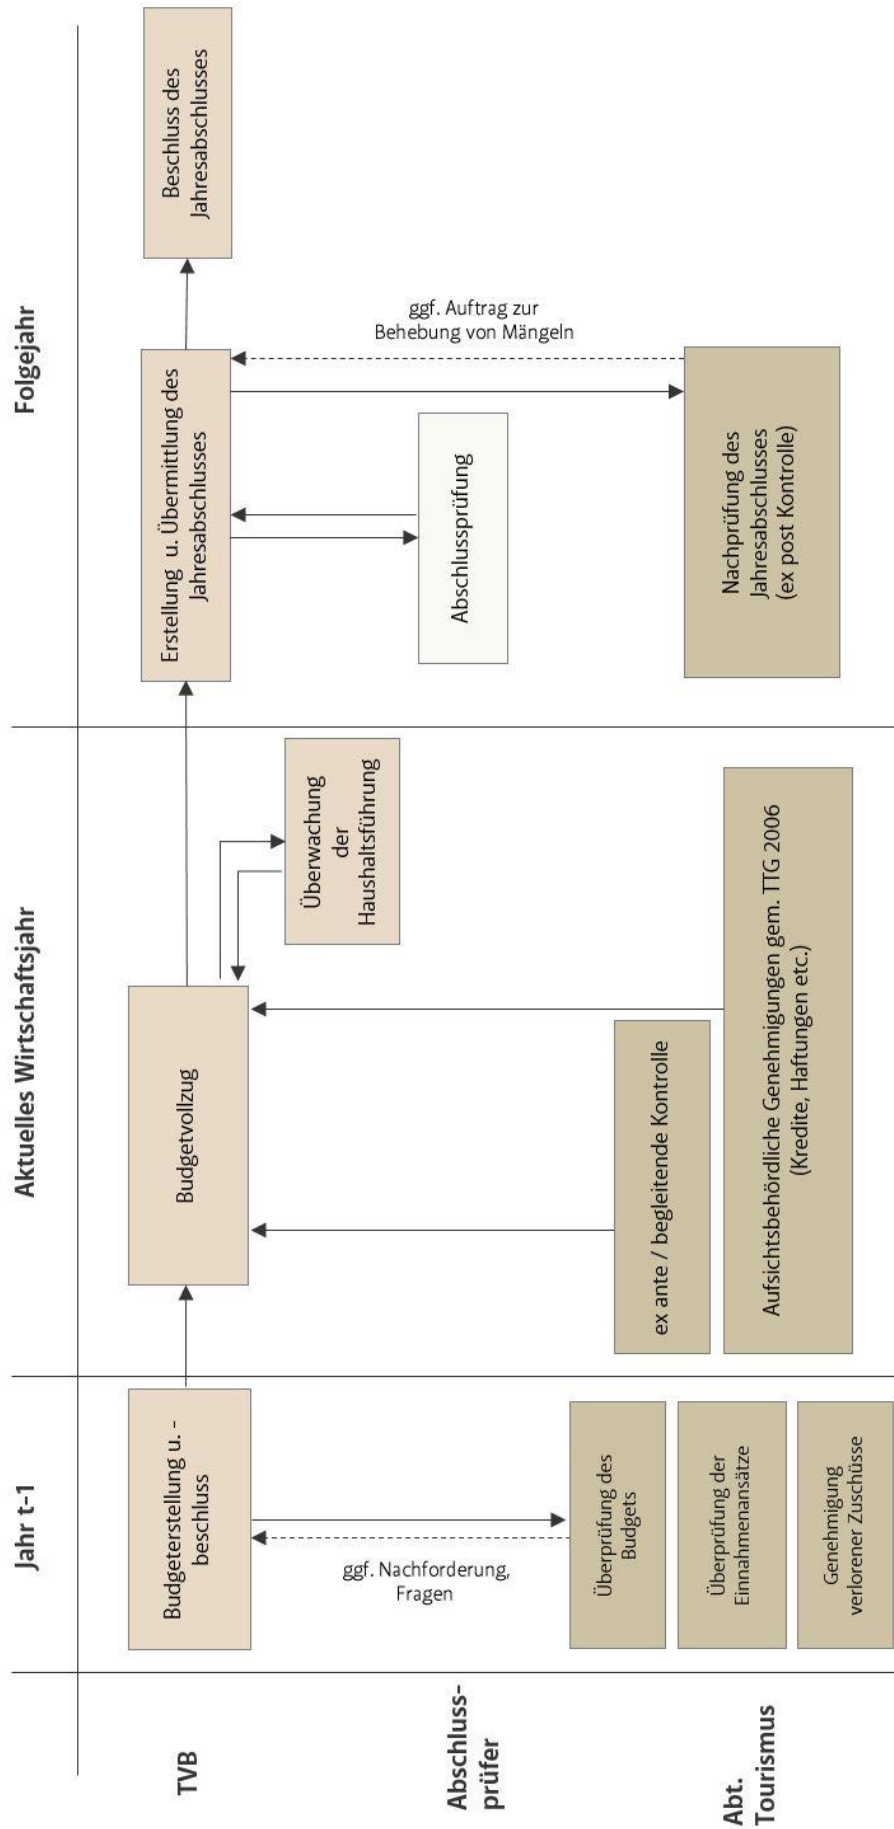 Jahr t-1
Aktuelles Wirtschaftsjahr
Folgejahr
TVB
Budgeterstellung u. -
beschluss
Budgetvollzug
Erstellung u. Übermittlung des
Jahresabschlusses
Beschluss des
Jahresabschlusses
Überwachung
der
Haushaltsführung
ggf. Nachforderung,
Fragen
ggf. Auftrag zur
Behebung von Mängeln
Abschluss-
prüfer
Abschlussprüfung
Abt.
Tourismus
Überprüfung des
Budgets
Überprüfung der
Einnahmenansätze
Genehmigung
verlorener Zuschüsse
ex ante / begleitende Kontrolle
Aufsichtsbehördliche Genehmigungen gem. TTG 2006
(Kredite, Haftungen etc.)
Nachprüfung des
Jahresabschlusses
(ex post Kontrolle)